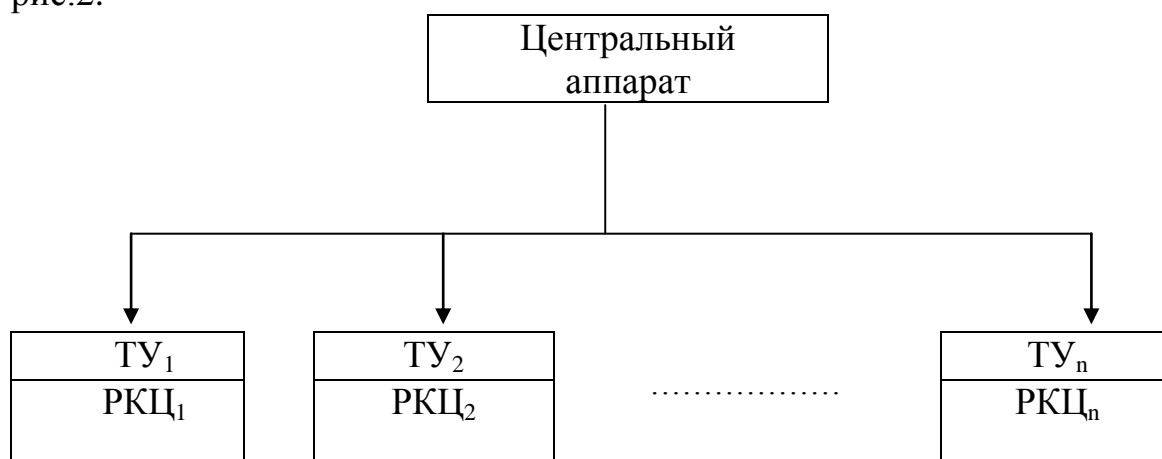 рис.2.
Центральный
аппарат
ТУ₁
ТУ₂
ТУₙ
РКЦ₁
РКЦ₂
………………
РКЦₙ